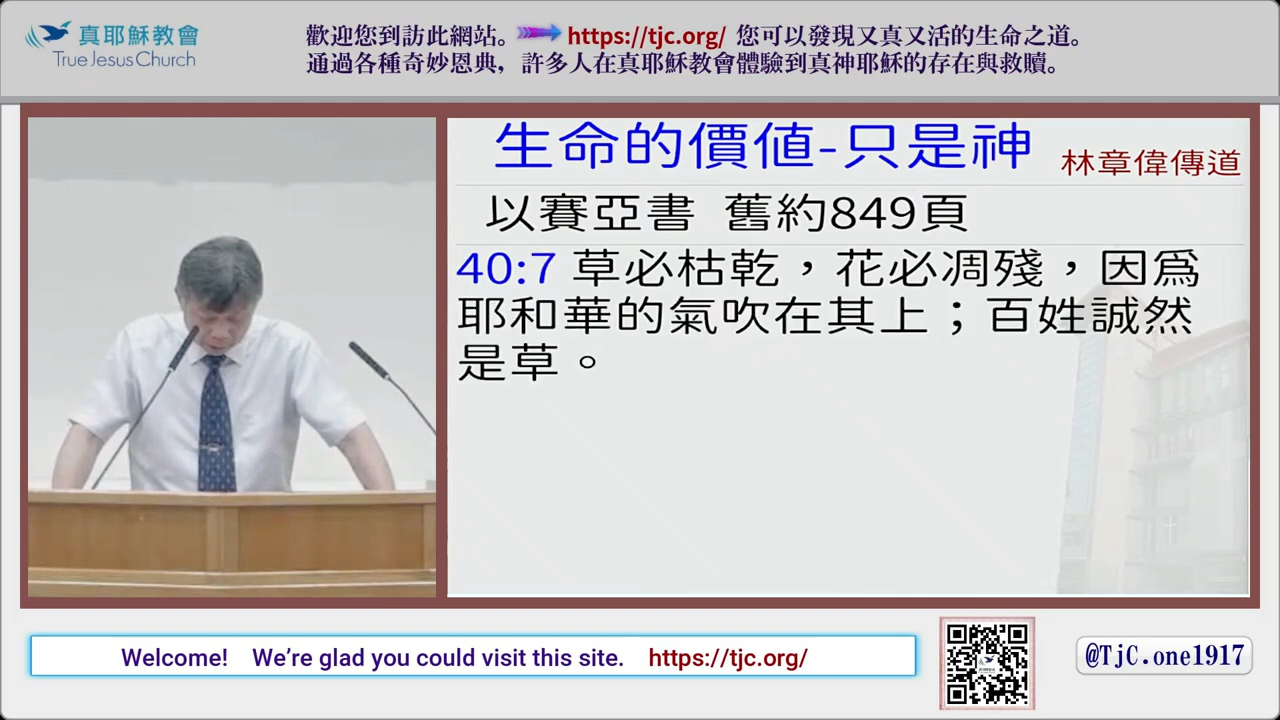 真耶穌教會
True Jesus Church
歡迎您到訪此網站。 https://tjc.org/ 您可以發現又真又活的生命之道。
通過各種奇妙恩典，許多人在真耶穌教會體驗到真神耶穌的存在與救贖。
生命的價值-只是神
林章偉傳道
以賽亞書 舊約849頁
40:7 草必枯乾，花必凋殘，因爲
耶和華的氣吹在其上；百姓誠然
是草。
Welcome! We’re glad you could visit this site. https://tjc.org/
@TjC.one1917